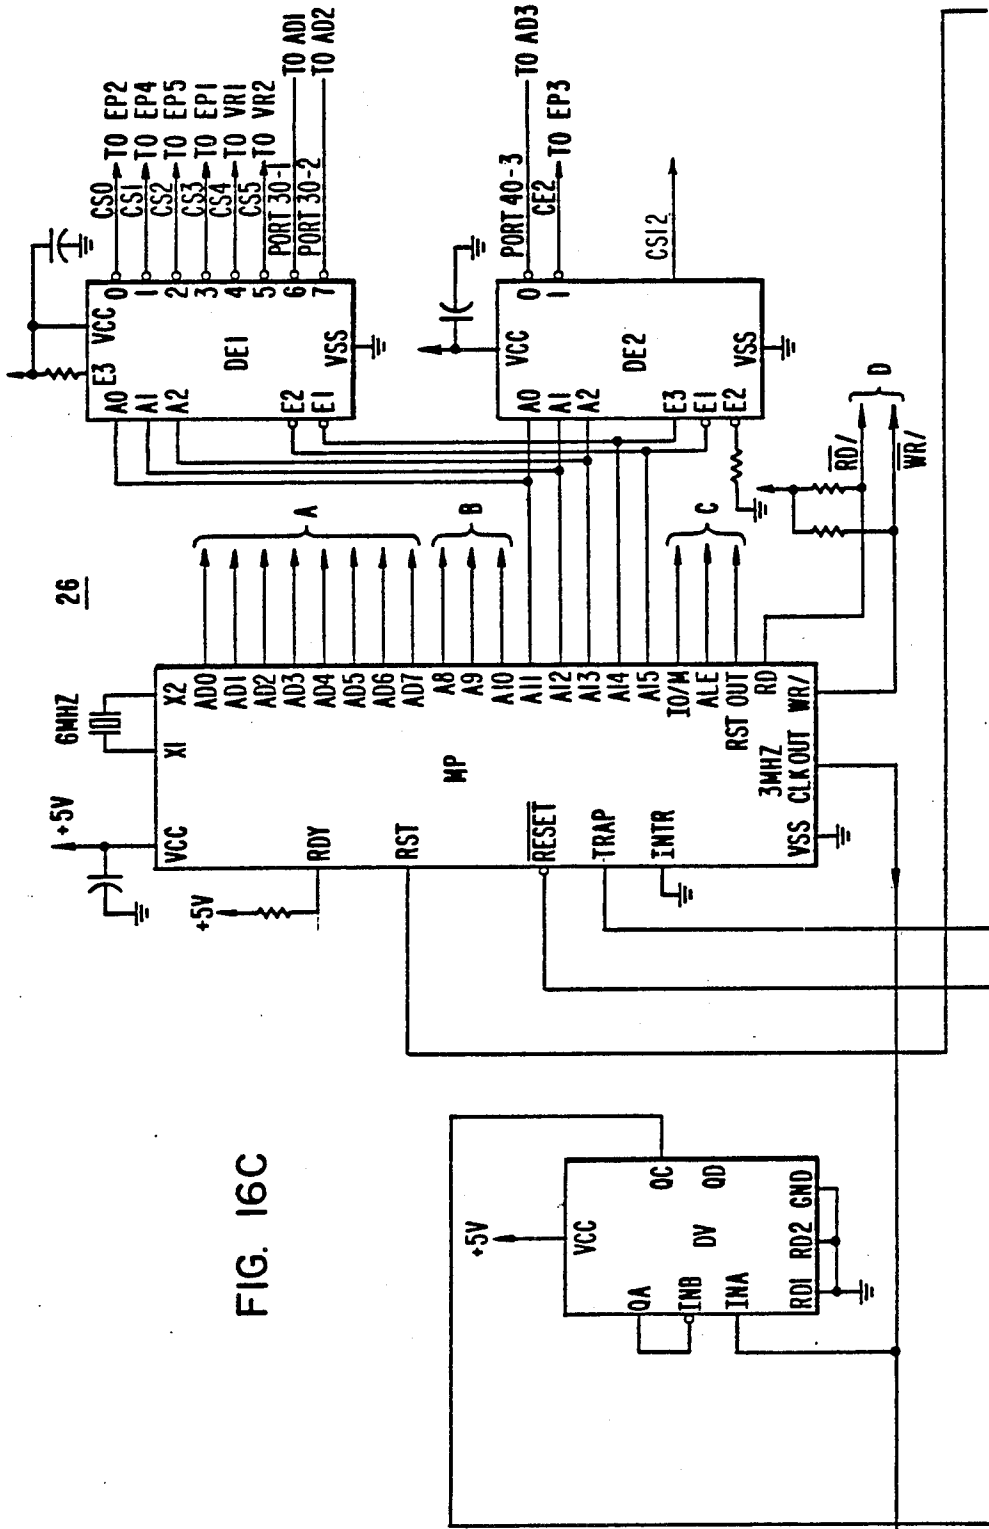 FIG. 16C
26
+5V
6MHZ
VCC
X1
X2
+5V
RDY
RST
RESET
TRAP
INTR
MP
AD0
AD1
AD2
AD3
AD4
AD5
AD6
AD7
A8
A9
A10
A11
A12
A13
A14
A15
IO/M
ALE
RST OUT
RD
VSS
3MHZ
CLKOUT
WR/
A
B
C
D
RD/
WR/
VCC
E3
A0
A1
A2
E2
E1
DE1
VSS
0
1
2
3
4
5
6
7
CS0
TO EP2
CS1
TO EP4
CS2
TO EP5
CS3
TO EP1
CS4
TO VR1
CS5
TO VR2
PORT 30-1
TO AD1
PORT 30-2
TO AD2
VCC
A0
A1
A2
E3
E1
E2
DE2
VSS
0
1
PORT 40-3
TO AD3
CE2
TO EP3
CS12
+5V
VCC
QA
INB
INA
DV
QC
QD
RD1
RD2
GND